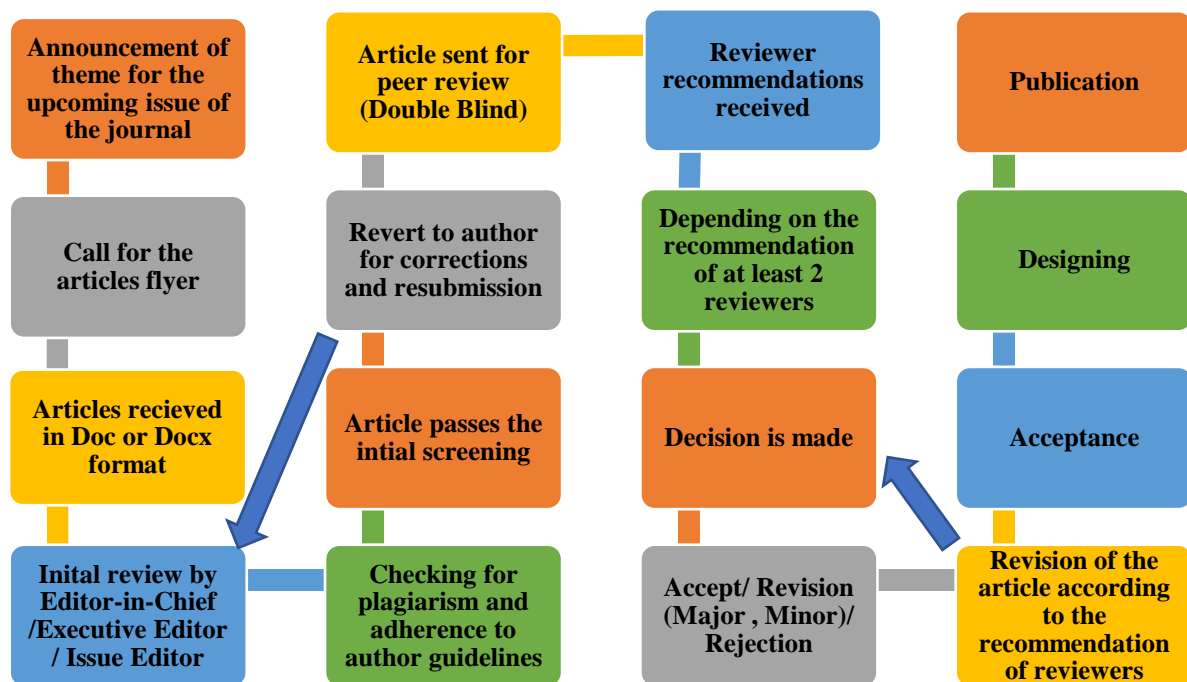 Announcement of
theme for the
upcoming issue of
the journal
Call for the
articles flyer
Articles recieved
in Doc or Docx
format
Inital review by
Editor-in-Chief
/Executive Editor
/ Issue Editor
Checking for
plagiarism and
adherence to
author guidelines
Article passes the
intial screening
Revert to author
for corrections
and resubmission
Article sent for
peer review
(Double Blind)
Reviewer
recommendations
received
Depending on the
recommendation
of at least 2
reviewers
Decision is made
Accept/ Revision
(Major , Minor)/
Rejection
Revision of the
article according
to the
recommendation
of reviewers
Acceptance
Designing
Publication